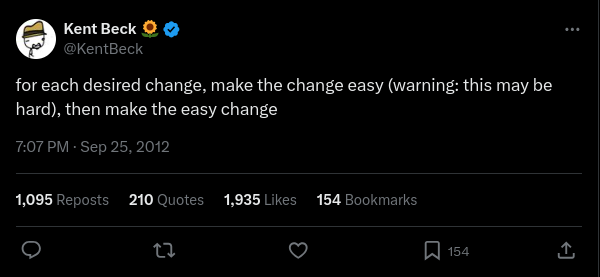 Kent Beck 🌻
@KentBeck
for each desired change, make the change easy (warning: this may be
hard), then make the easy change
7:07 PM · Sep 25, 2012
1,095 Reposts 210 Quotes 1,935 Likes 154 Bookmarks
154